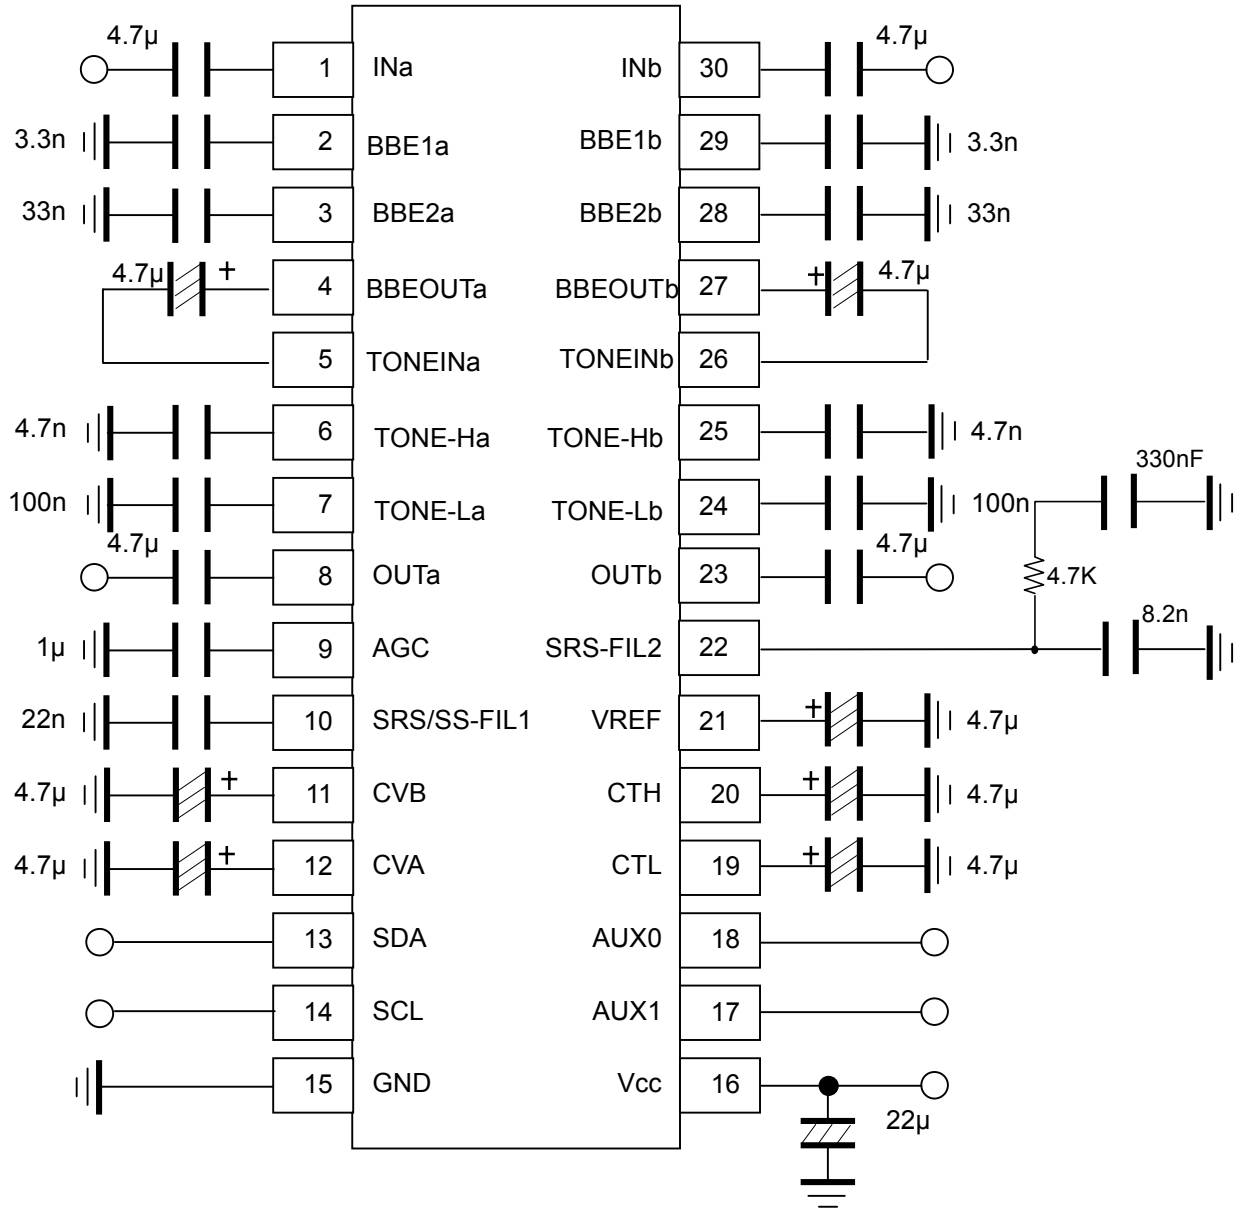 4.7µ 1 INa INb 30 4.7µ
3.3n 2 BBE1a BBE1b 29 3.3n
33n 3 BBE2a BBE2b 28 33n
4.7µ + 4 BBEOUTa BBEOUTb 27 + 4.7µ
5 TONEINa TONEINb 26
4.7n 6 TONE-Ha TONE-Hb 25 4.7n
330nF
100n 7 TONE-La TONE-Lb 24 100n
4.7µ 8 OUTa OUTb 23 4.7µ
4.7K
8.2n
1µ 9 AGC SRS-FIL2 22
22n 10 SRS/SS-FIL1 VREF 21 + 4.7µ
4.7µ + 11 CVB CTH 20 + 4.7µ
4.7µ + 12 CVA CTL 19 + 4.7µ
13 SDA AUX0 18
14 SCL AUX1 17
15 GND Vcc 16
22µ